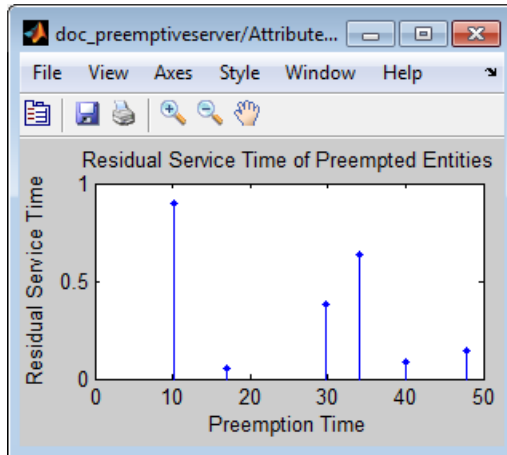 doc_preemptiveserver/Attribute...
File View Axes Style Window Help
Residual Service Time of Preempted Entities
Residual Service Time
1
0.5
0
0 10 20 30 40 50
Preemption Time